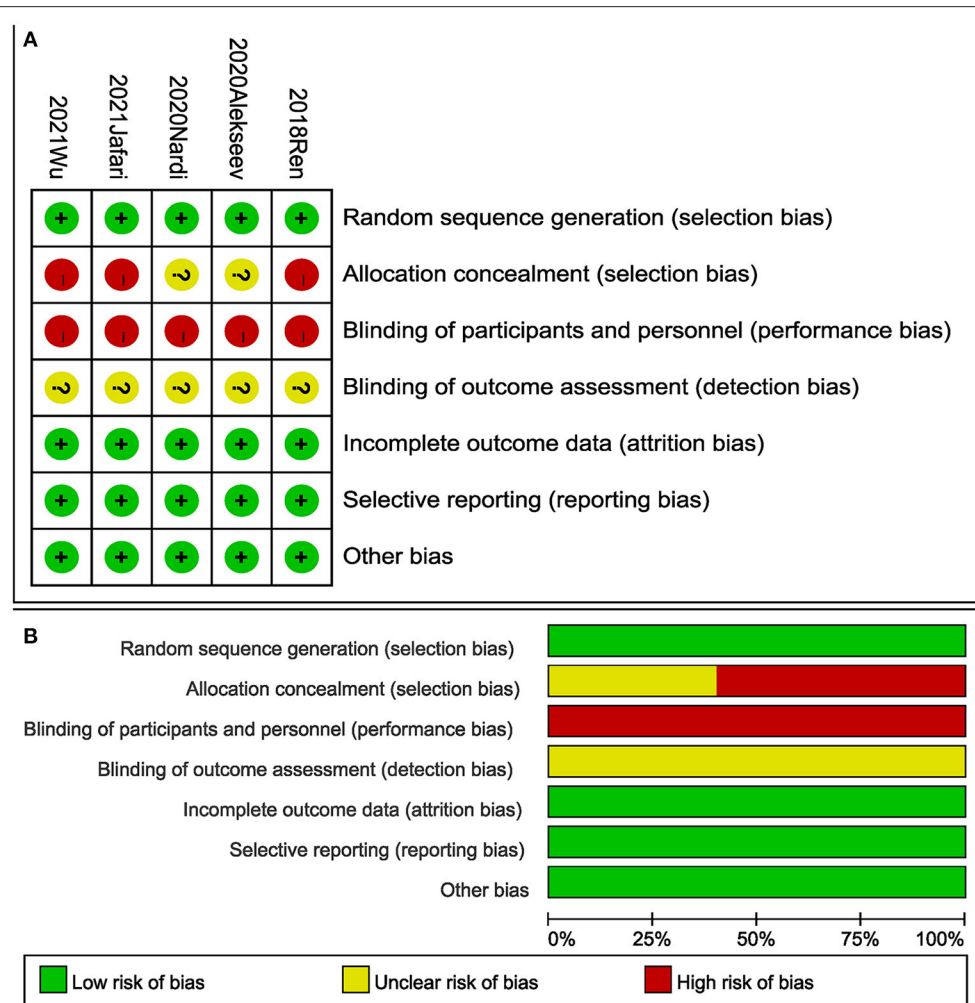 A
2021Wu
2021Jafari
2020Nardi
2020Alekseev
2018Ren
+ + + + + Random sequence generation (selection bias)
– – ? ? – Allocation concealment (selection bias)
– – – – – Blinding of participants and personnel (performance bias)
? ? ? ? ? Blinding of outcome assessment (detection bias)
+ + + + + Incomplete outcome data (attrition bias)
+ + + + + Selective reporting (reporting bias)
+ + + + + Other bias
B
Random sequence generation (selection bias)
Allocation concealment (selection bias)
Blinding of participants and personnel (performance bias)
Blinding of outcome assessment (detection bias)
Incomplete outcome data (attrition bias)
Selective reporting (reporting bias)
Other bias
0% 25% 50% 75% 100%
Low risk of bias Unclear risk of bias High risk of bias